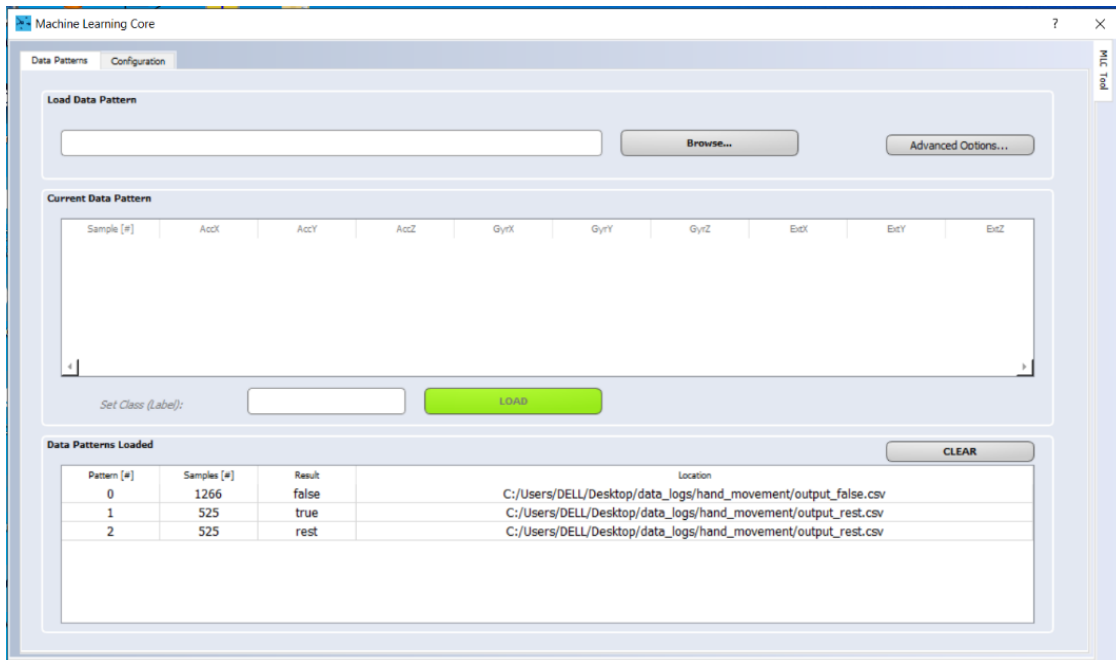 Machine Learning Core ?
Data Patterns Configuration
MLC Tool
Load Data Pattern
Browse... Advanced Options...
Current Data Pattern
Sample [#] AccX AccY AccZ GyrX GyrY GyrZ ExtX ExtY ExtZ
Set Class (Label): LOAD
Data Patterns Loaded
CLEAR
Pattern [#] Samples [#] Result Location
0 1266 false C:/Users/DELL/Desktop/data_logs/hand_movement/output_false.csv
1 525 true C:/Users/DELL/Desktop/data_logs/hand_movement/output_rest.csv
2 525 rest C:/Users/DELL/Desktop/data_logs/hand_movement/output_rest.csv